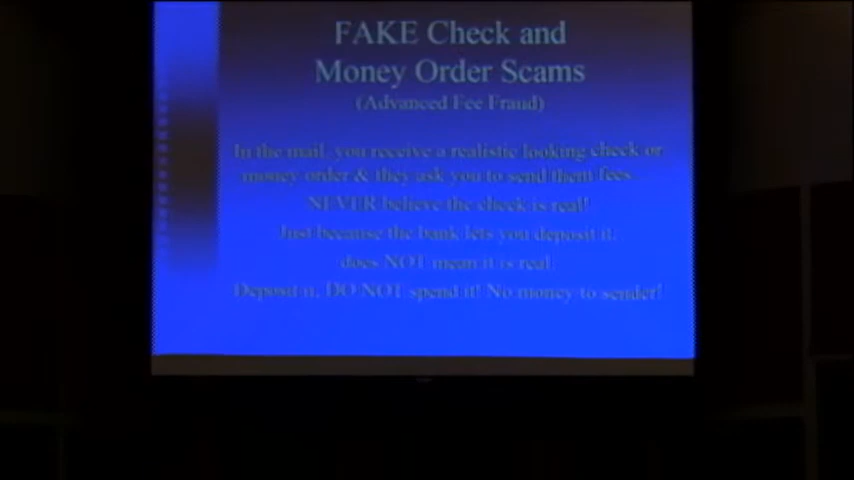 FAKE Check and
Money Order Scams
(Advanced Fee Fraud)
In the mail, you receive a realistic looking check or
money order & they ask you to send them fees.
NEVER believe the check is real!
Just because the bank lets you deposit it,
does NOT mean it is real.
Deposit it, DO NOT spend it! No money to sender!